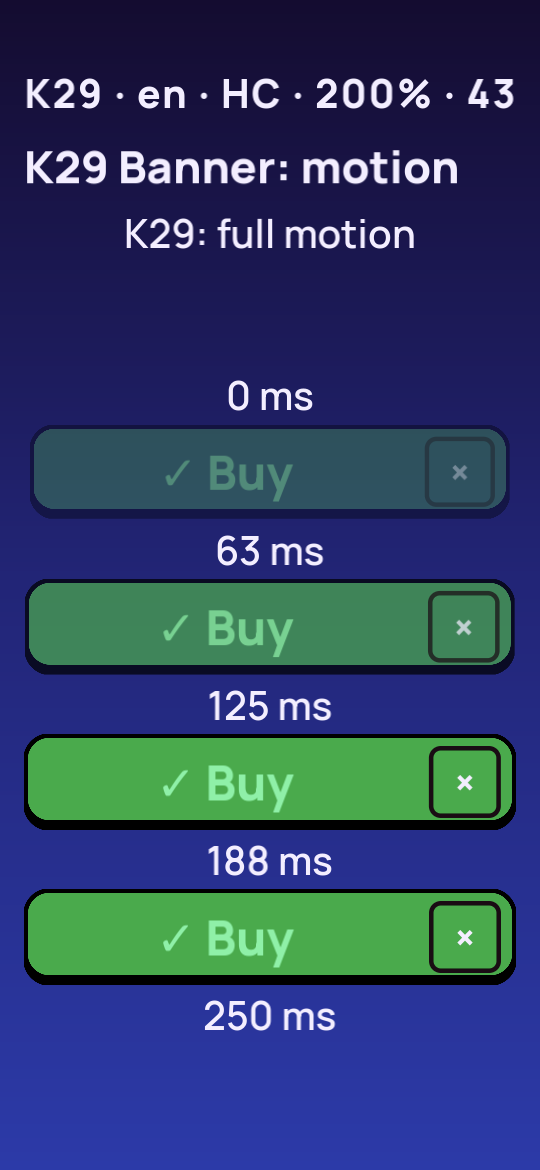 K29 · en · HC · 200% · 43
K29 Banner: motion
K29: full motion
0 ms
✓ Buy ×
63 ms
✓ Buy ×
125 ms
✓ Buy ×
188 ms
✓ Buy ×
250 ms